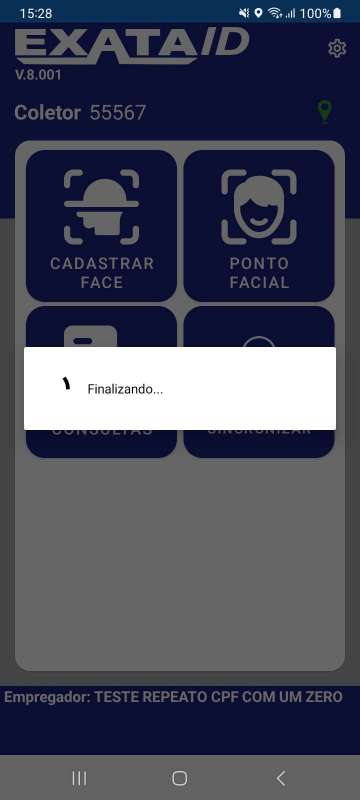 15:28
100%
EXATA ID
V.8.001
Coletor 55567
CADASTRAR
FACE
PONTO
FACIAL
Finalizando...
CONSULTAS
SINCRONIZAR
Empregador: TESTE REPEATO CPF COM UM ZERO